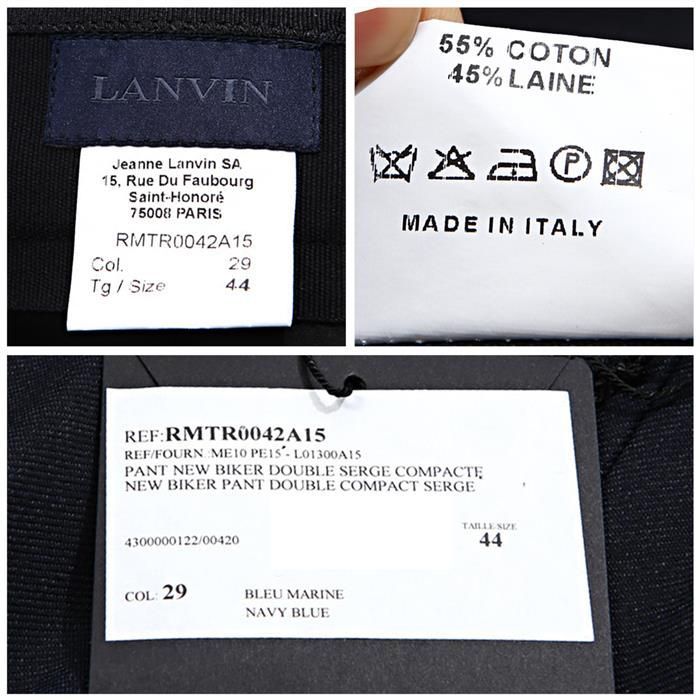 LANVIN
Jeanne Lanvin SA
15, Rue Du Faubourg
Saint-Honoré
75008 PARIS
RMTR0042A15
Col. 29
Tg / Size 44
55% COTON
45% LAINE
P
MADE IN ITALY
REF: RMTR0042A15
REF/FOURN.:ME10 PE15 - L01300A15
PANT NEW BIKER DOUBLE SERGE COMPACTE
NEW BIKER PANT DOUBLE COMPACT SERGE
TAILLE/SIZE
4300000122/00420 44
COL: 29 BLEU MARINE
NAVY BLUE